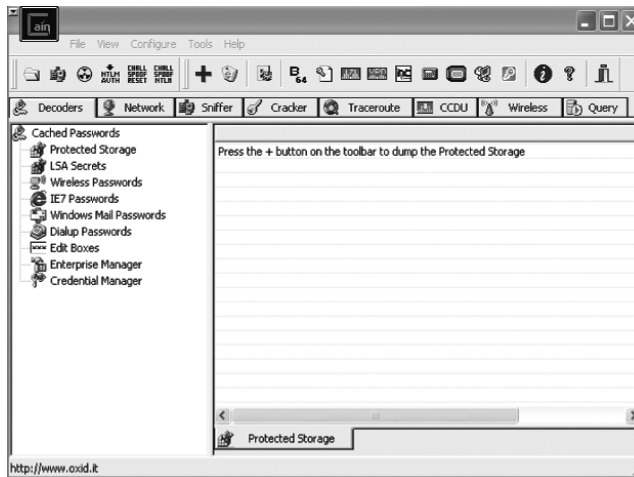 aín
File View Configure Tools Help
NTLM AUTH
CHALL SPOOF RESET
CHALL SPOOF NTLM
B64
Decoders Network Sniffer Cracker Traceroute CCDU Wireless Query
Cached Passwords
Protected Storage
LSA Secrets
Wireless Passwords
IE7 Passwords
Windows Mail Passwords
Dialup Passwords
Edit Boxes
Enterprise Manager
Credential Manager
Press the + button on the toolbar to dump the Protected Storage
Protected Storage
http://www.oxid.it